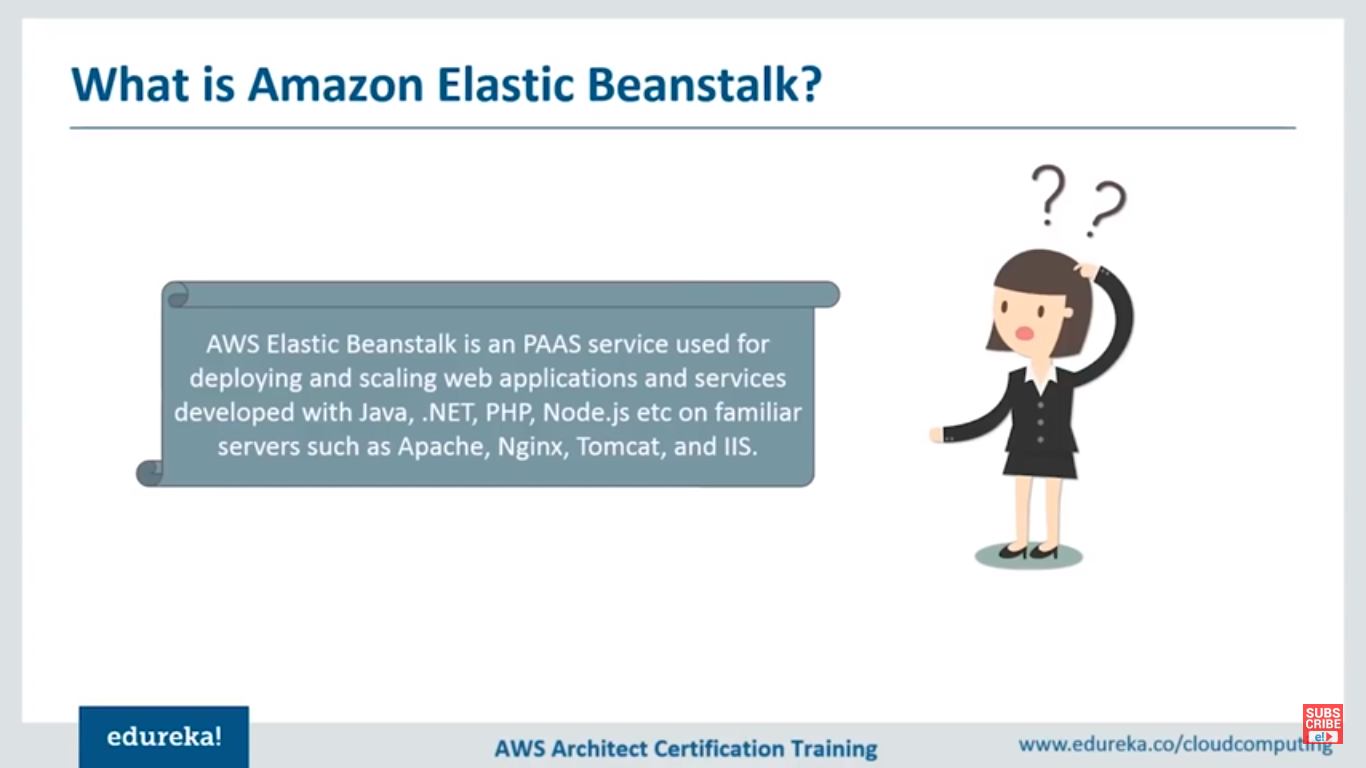 What is Amazon Elastic Beanstalk?
? ?
AWS Elastic Beanstalk is an PAAS service used for
deploying and scaling web applications and services
developed with Java, .NET, PHP, Node.js etc on familiar
servers such as Apache, Nginx, Tomcat, and IIS.
edureka!
AWS Architect Certification Training
www.edureka.co/cloudcomputing
SUBS
CRIBE
e!